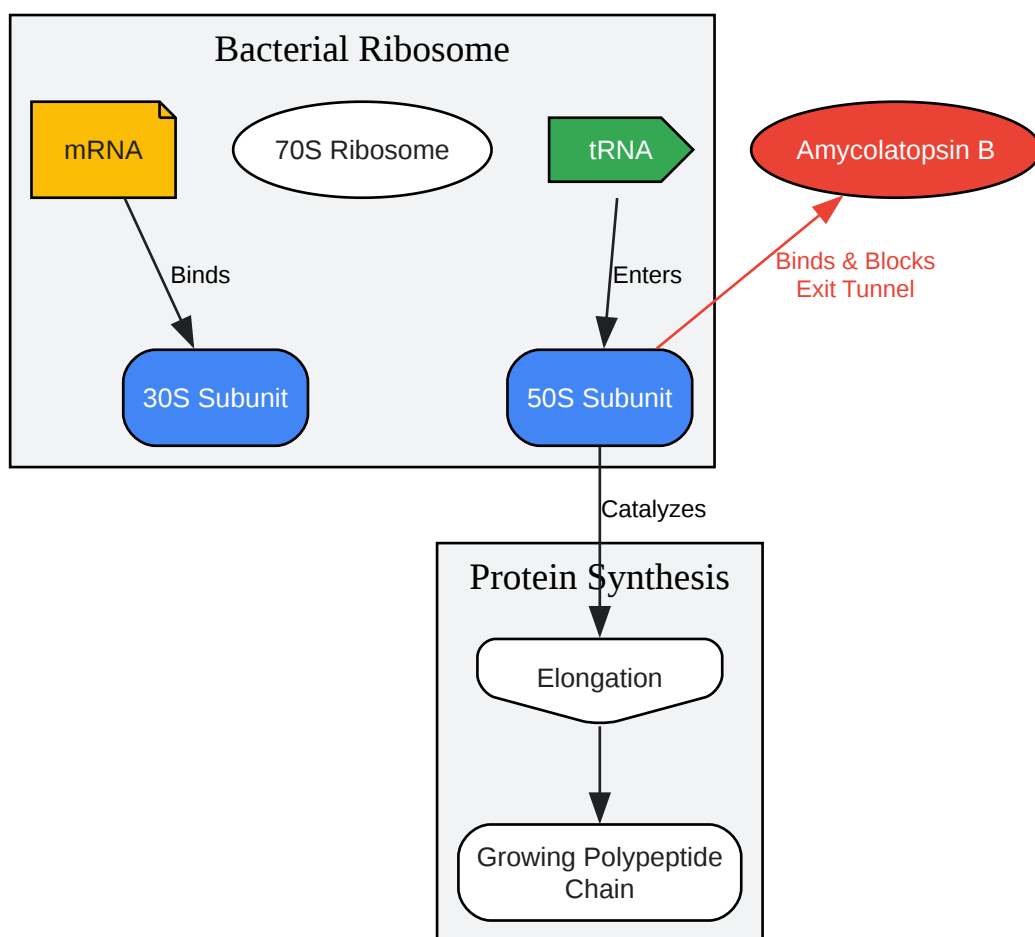 Bacterial Ribosome
mRNA
70S Ribosome
tRNA
Amycolatopsin B
Binds
Enters
Binds & Blocks
Exit Tunnel
30S Subunit
50S Subunit
Catalyzes
Protein Synthesis
Elongation
Growing Polypeptide
Chain